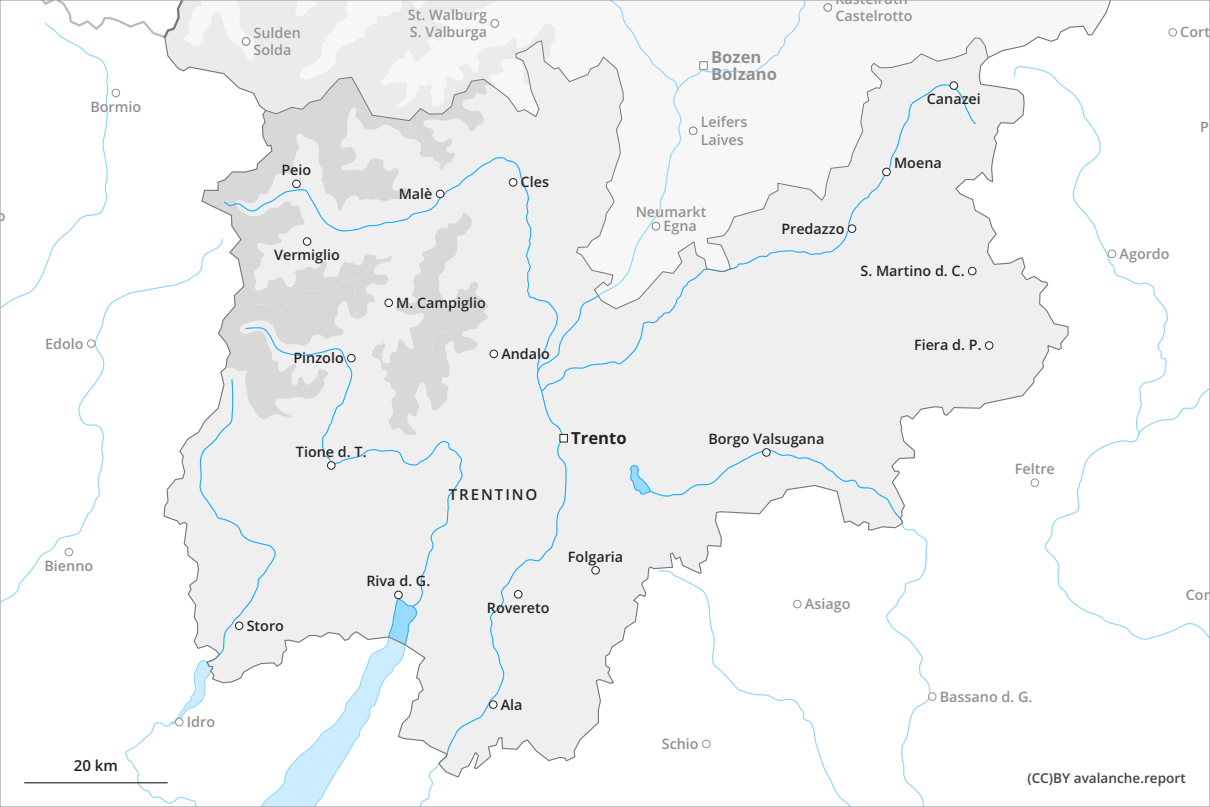 Kastelruth
Castelrotto
St. Walburg
S. Valburga
Sulden
Solda
Cort
Bozen
Bolzano
Bormio
Canazei
Leifers
Laives
P
Moena
Peio
Malè
Cles
Neumarkt
Egna
Predazzo
Vermiglio
Agordo
S. Martino d. C.
M. Campiglio
Edolo
Pinzolo
Andalo
Fiera d. P.
Trento
Borgo Valsugana
Tione d. T.
Feltre
TRENTINO
Bienno
Folgaria
Riva d. G.
Cor
Rovereto
Asiago
Storo
Bassano d. G.
Ala
Idro
Schio
20 km
(CC)BY avalanche.report